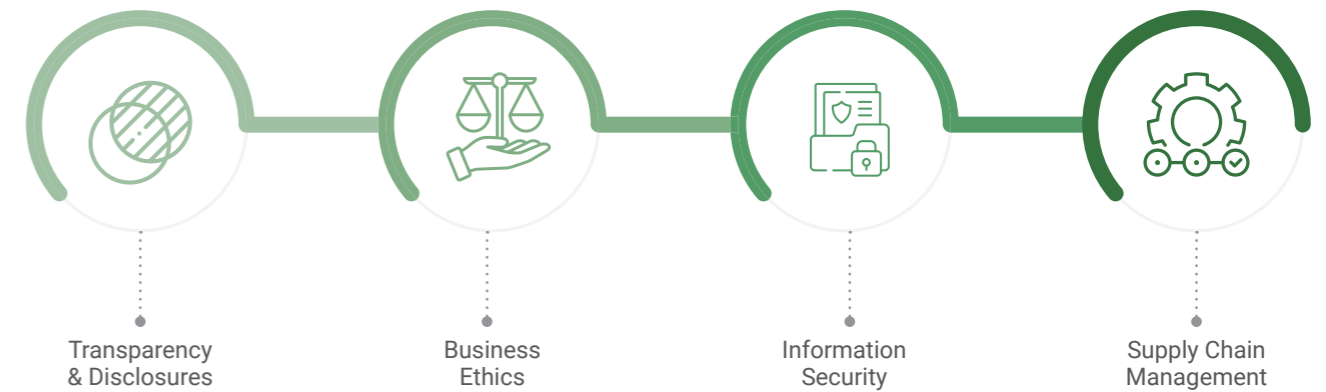 Transparency
& Disclosures
Business
Ethics
Information
Security
Supply Chain
Management